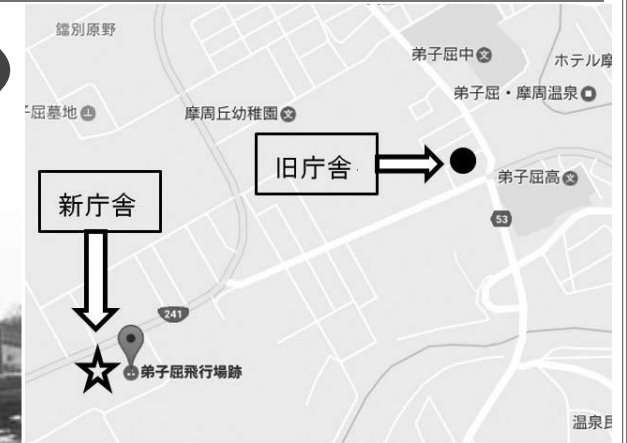 鐺別原野
弟子屈中
ホテル摩
弟子屈・摩周温泉
子屈墓地
摩周丘幼稚園
旧庁舎
弟子屈高
新庁舎
53
241
弟子屈飛行場跡
温泉民